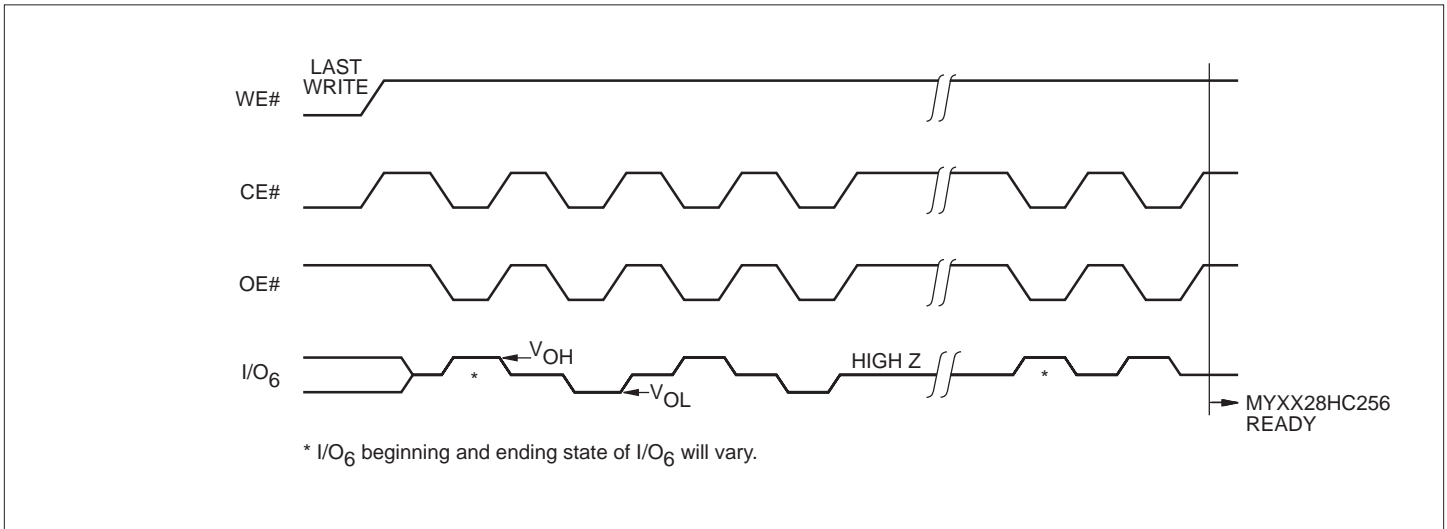 LAST
WRITE
WE#
CE#
OE#
I/O6
VOH
*
VOL
HIGH Z
*
MYXX28HC256
READY
* I/O6 beginning and ending state of I/O6 will vary.